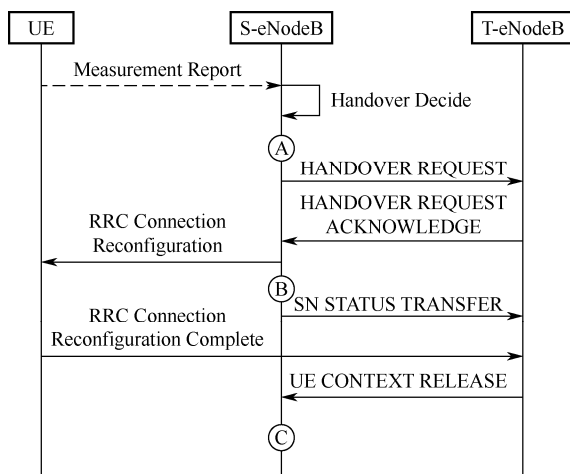 UE
S-eNodeB
T-eNodeB
Measurement Report
Handover Decide
A
HANDOVER REQUEST
HANDOVER REQUEST
ACKNOWLEDGE
RRC Connection
Reconfiguration
B
SN STATUS TRANSFER
RRC Connection
Reconfiguration Complete
UE CONTEXT RELEASE
C